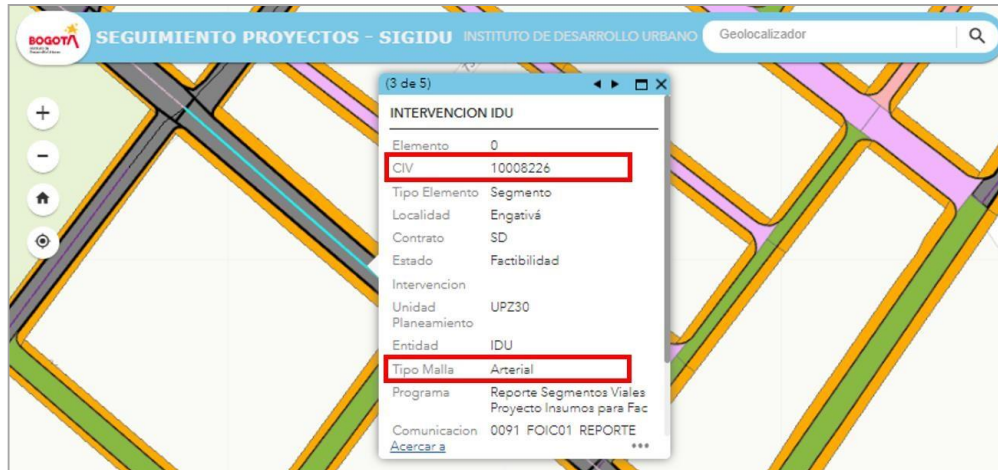 BOGOTÁ
SEGUIMIENTO PROYECTOS - SIGIDU INSTITUTO DE DESARROLLO URBANO
Geolocalizador
(3 de 5)
INTERVENCION IDU
Elemento 0
CIV 10008226
Tipo Elemento Segmento
Localidad Engativá
Contrato SD
Estado Factibilidad
Intervencion
Unidad UPZ30
Planeamiento
Entidad IDU
Tipo Malla Arterial
Programa Reporte Segmentos Viales
Proyecto Insumos para Fac
Comunicacion 0091 FOIC01 REPORTE
Acercar a